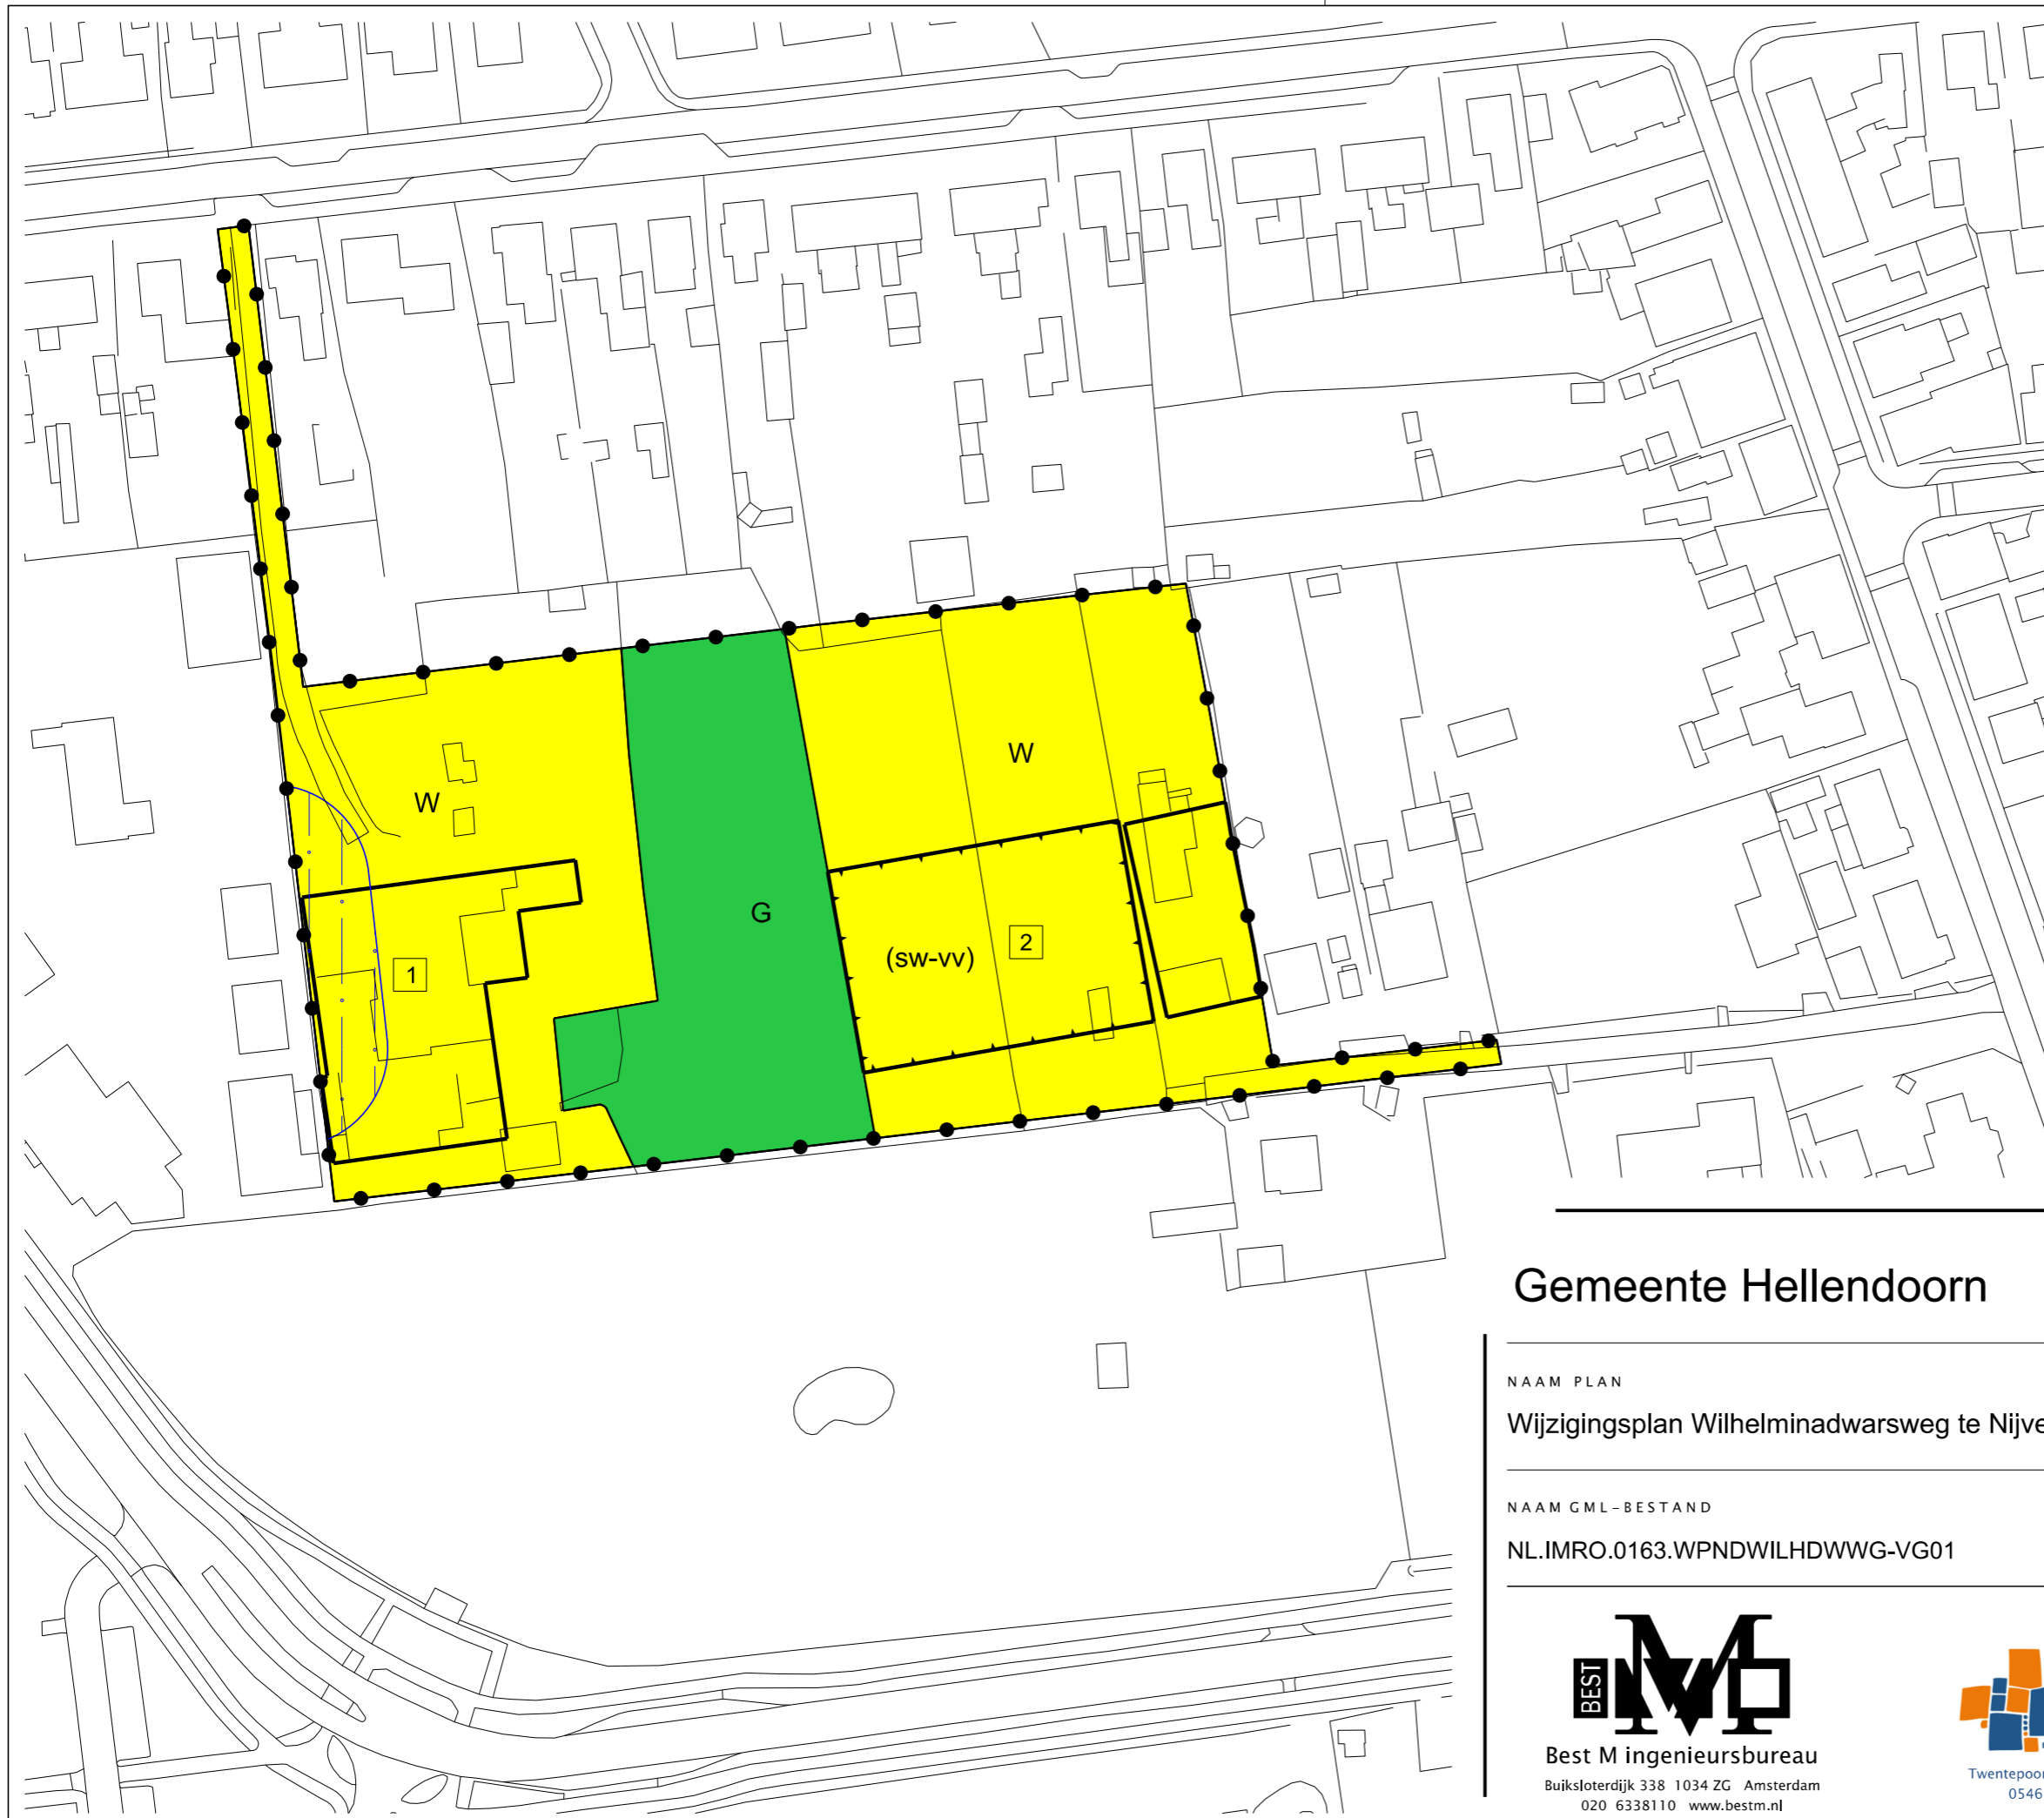 W
W
G
(sw-vv)
2
1
Gemeente Hellendoorn
NAAM PLAN
Wijzigingsplan Wilhelminadwarsweg te Nijve
NAAM GML-BESTAND
NL.IMRO.0163.WPNDWILHDWWG-VG01
BEST
M
Best M ingenieursbureau
Buiksloterdijk 338 1034 ZG Amsterdam
020 6338110 www.bestm.nl
Twentepoor
0546